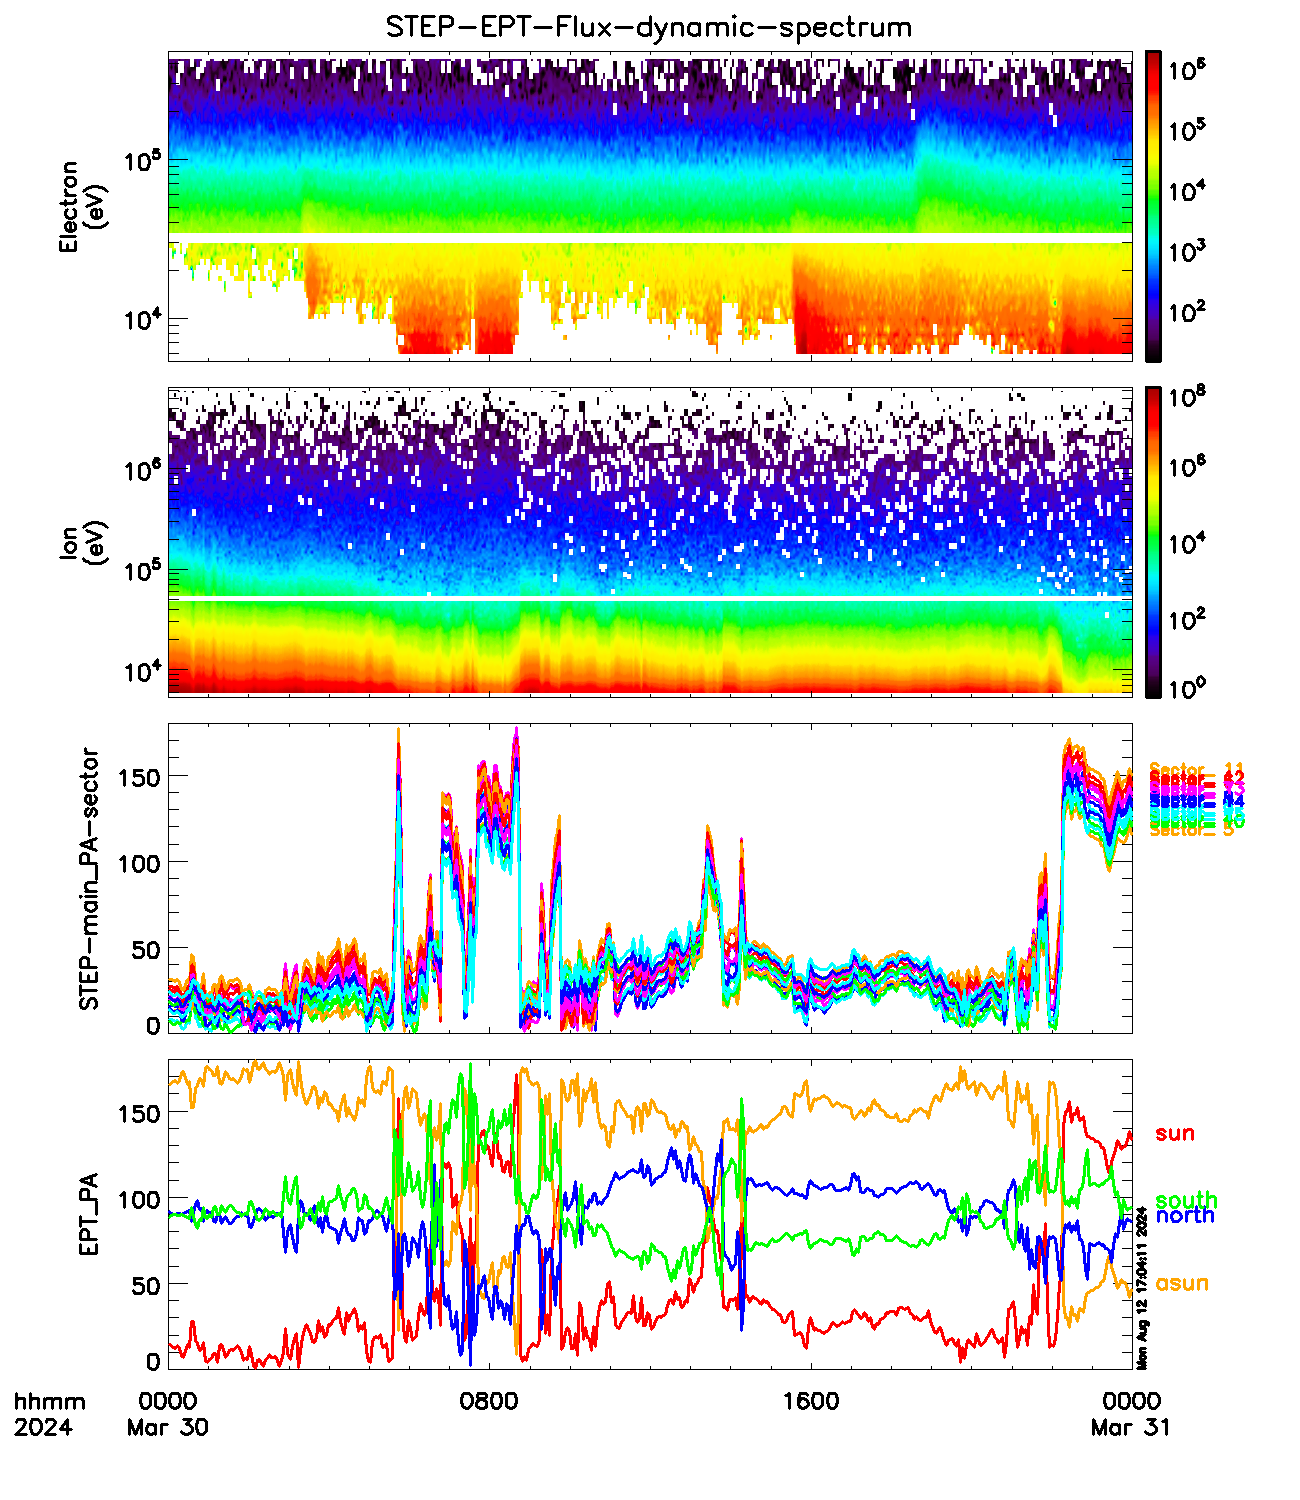 STEP-EPT-Flux-dynamic-spectrum
Electron
(eV)
10^5
10^4
10^6
10^5
10^4
10^3
10^2
Ion
(eV)
10^6
10^5
10^4
10^8
10^6
10^4
10^2
10^0
STEP-main_PA-sector
150
100
50
0
EPT_PA
150
100
50
0
sun
south
north
asun
Mon Aug 12 17:04:11 2024
hhmm 0000 0800 1600 0000
2024 Mar 30 Mar 31